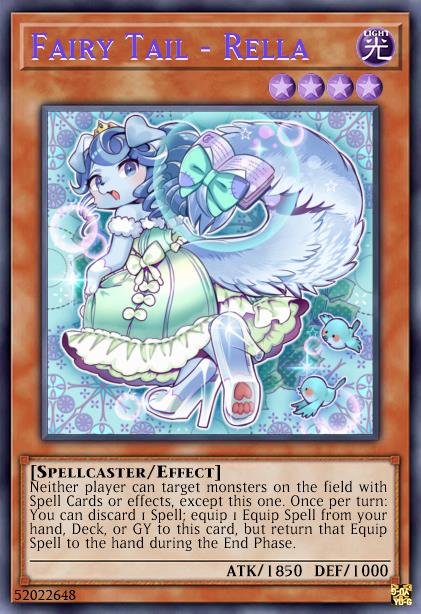 FAIRY TAIL - RELLA
LIGHT
光
[SPELLCASTER/EFFECT]
Neither player can target monsters on the field with
Spell Cards or effects, except this one. Once per turn:
You can discard 1 Spell; equip 1 Equip Spell from your
hand, Deck, or GY to this card, but return that Equip
Spell to the hand during the End Phase.
ATK/1850 DEF/1000
52022648